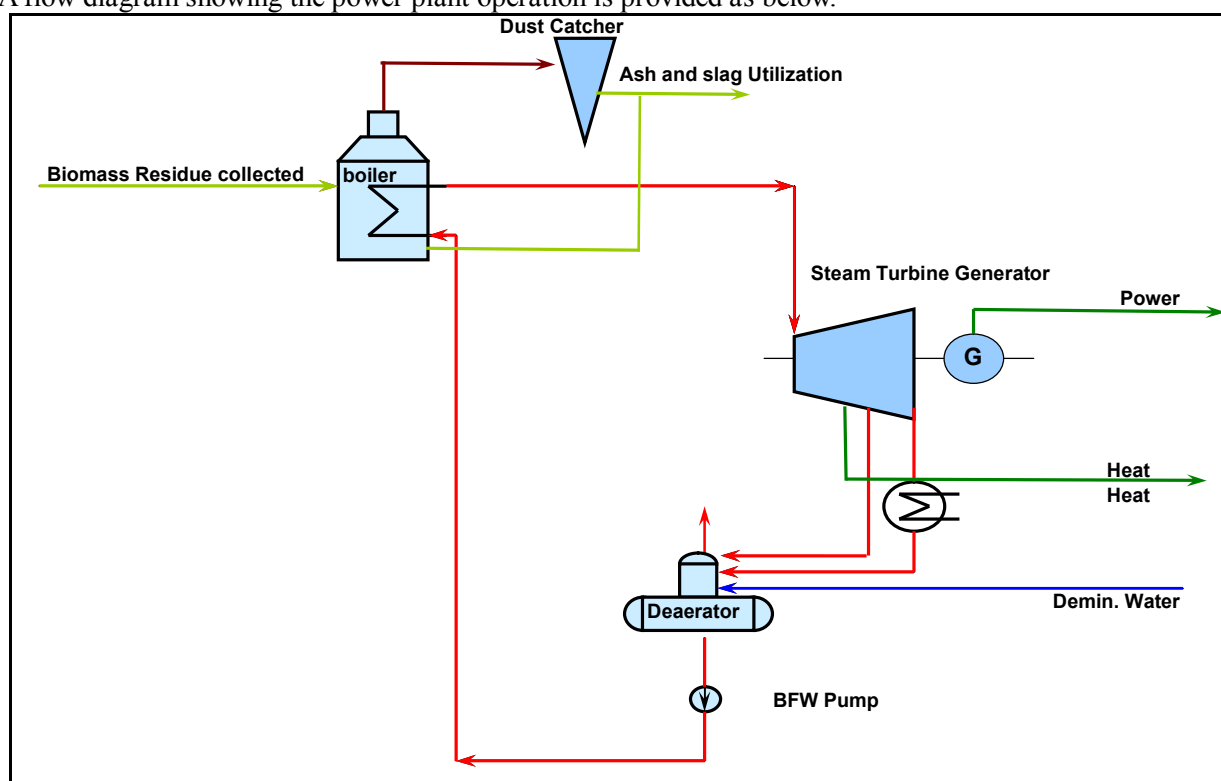 A flow diagram showing the power plant operation is provided as below.
Dust Catcher
Ash and slag Utilization
Biomass Residue collected
boiler
Steam Turbine Generator
Power
G
Heat
Heat
Deaerator
Demin. Water
BFW Pump